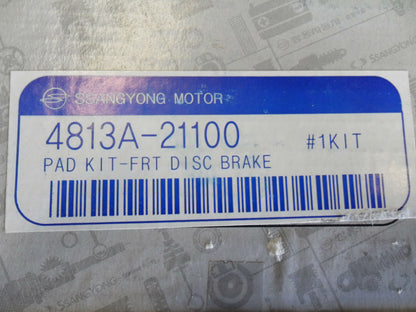 SSANGYONG MOTOR
4813A-21100 #1KIT
PAD KIT-FRT DISC BRAKE